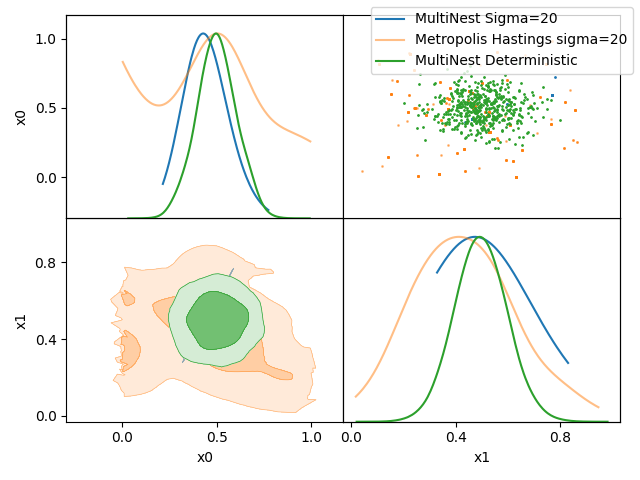 MultiNest Sigma=20
Metropolis Hastings sigma=20
MultiNest Deterministic
1.0
0.5
0.0
x0
0.8
0.4
0.0
x1
0.0
0.5
1.0
0.0
0.4
0.8
x0
x1